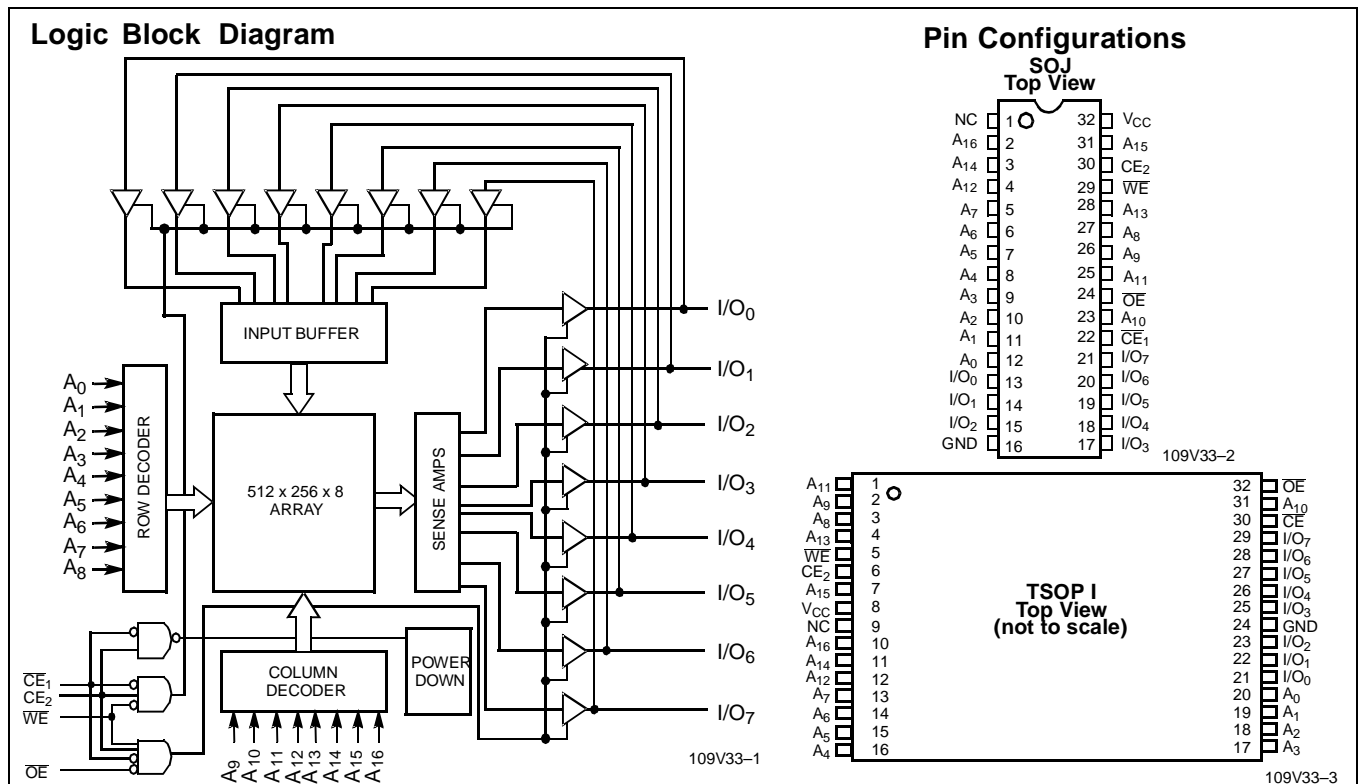 Logic Block Diagram
INPUT BUFFER
A0
A1
A2
A3
A4
A5
A6
A7
A8
ROW DECODER
512 x 256 x 8
ARRAY
SENSE AMPS
I/O0
I/O1
I/O2
I/O3
I/O4
I/O5
I/O6
I/O7
COLUMN
DECODER
POWER
DOWN
C̅E̅1
CE2
W̅E̅
O̅E̅
A9
A10
A11
A12
A13
A14
A15
A16
109V33–1
Pin Configurations
SOJ
Top View
NC 1 32 VCC
A16 2 31 A15
A14 3 30 CE2
A12 4 29 W̅E̅
A7 5 28 A13
A6 6 27 A8
A5 7 26 A9
A4 8 25 A11
A3 9 24 O̅E̅
A2 10 23 A10
A1 11 22 C̅E̅1
A0 12 21 I/O7
I/O0 13 20 I/O6
I/O1 14 19 I/O5
I/O2 15 18 I/O4
GND 16 17 I/O3
109V33–2
A11 1 32 O̅E̅
A9 2 31 A10
A8 3 30 C̅E̅
A13 4 29 I/O7
W̅E̅ 5 28 I/O6
CE2 6 27 I/O5
A15 7 26 I/O4
VCC 8 25 I/O3
NC 9 24 GND
A16 10 23 I/O2
A14 11 22 I/O1
A12 12 21 I/O0
A7 13 20 A0
A6 14 19 A1
A5 15 18 A2
A4 16 17 A3
TSOP I
Top View
(not to scale)
109V33–3